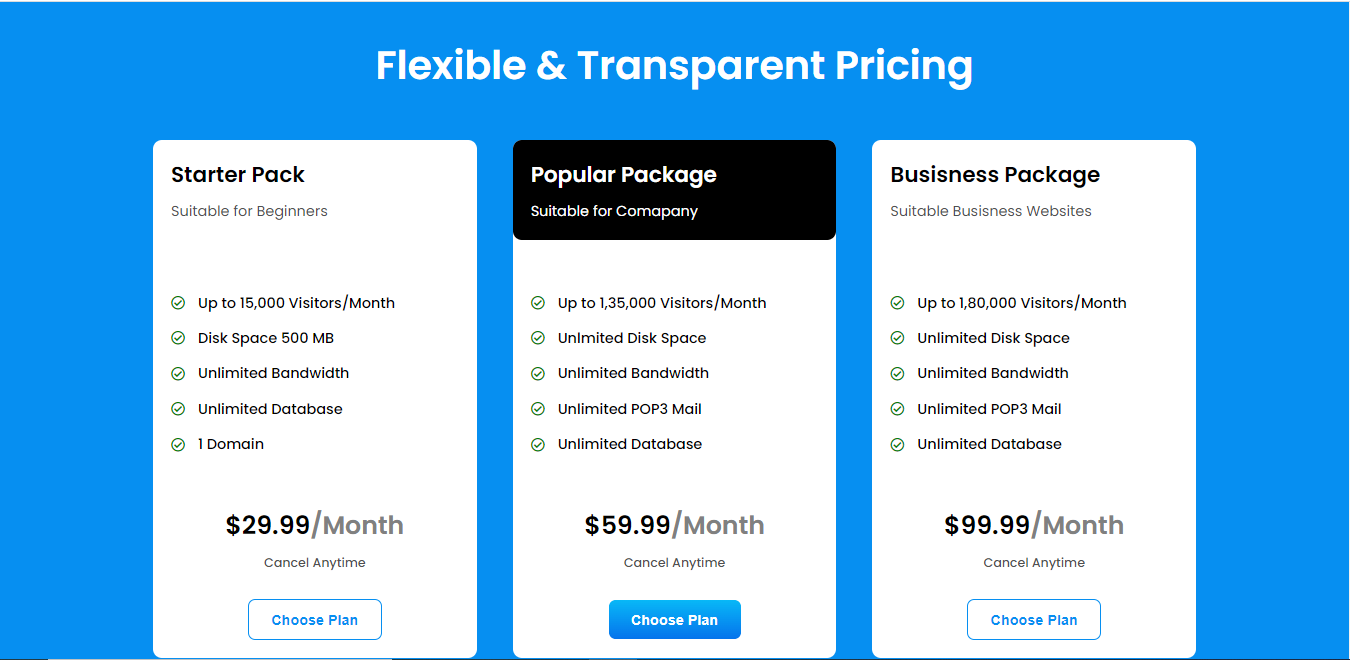 Flexible & Transparent Pricing
Starter Pack
Suitable for Beginners
Up to 15,000 Visitors/Month
Disk Space 500 MB
Unlimited Bandwidth
Unlimited Database
1 Domain
$29.99/Month
Cancel Anytime
Choose Plan
Popular Package
Suitable for Comapany
Up to 1,35,000 Visitors/Month
Unlmited Disk Space
Unlimited Bandwidth
Unlimited POP3 Mail
Unlimited Database
$59.99/Month
Cancel Anytime
Choose Plan
Busisness Package
Suitable Busisness Websites
Up to 1,80,000 Visitors/Month
Unlimited Disk Space
Unlimited Bandwidth
Unlimited POP3 Mail
Unlimited Database
$99.99/Month
Cancel Anytime
Choose Plan